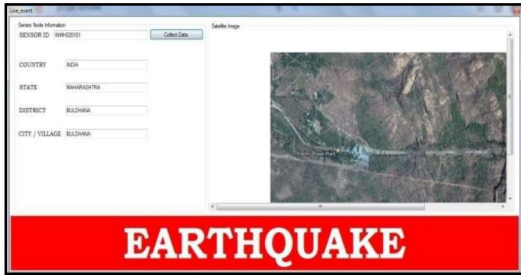 Live_event
Sensor Node Information
SENSOR ID
Collect Data
COUNTRY INDIA
STATE MAHARASHTRA
DISTRICT BULDHANA
CITY / VILLAGE BULDHANA
Satellite Image
EARTHQUAKE